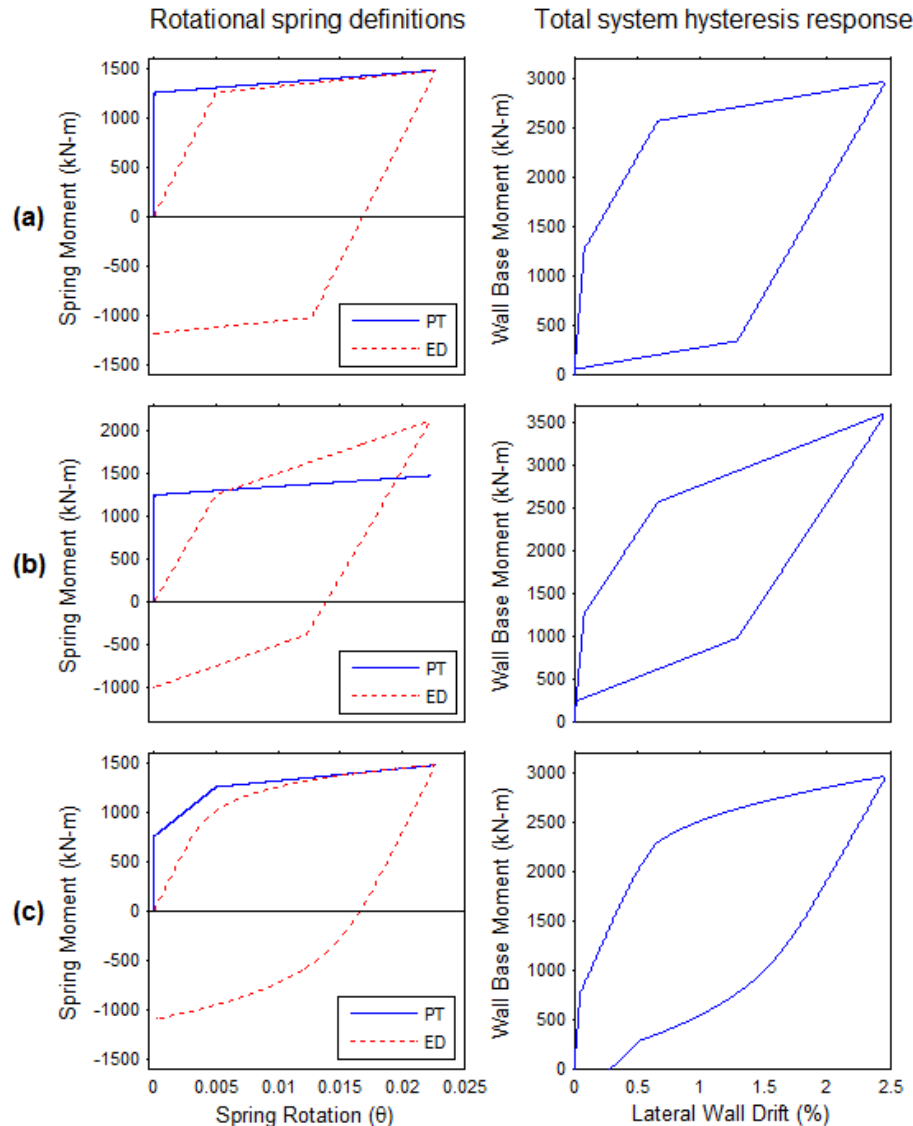 Rotational spring definitions
Total system hysteresis response
(a)
Spring Moment (kN-m)
1500
1000
500
0
-500
-1000
-1500
PT
ED
Wall Base Moment (kN-m)
3000
2500
2000
1500
1000
500
0
(b)
Spring Moment (kN-m)
2000
1500
1000
500
0
-500
-1000
PT
ED
Wall Base Moment (kN-m)
3500
3000
2500
2000
1500
1000
500
0
(c)
Spring Moment (kN-m)
1500
1000
500
0
-500
-1000
-1500
PT
ED
0 0.005 0.01 0.015 0.02 0.025
Spring Rotation (θ)
Wall Base Moment (kN-m)
3000
2500
2000
1500
1000
500
0
0 0.5 1 1.5 2 2.5
Lateral Wall Drift (%)